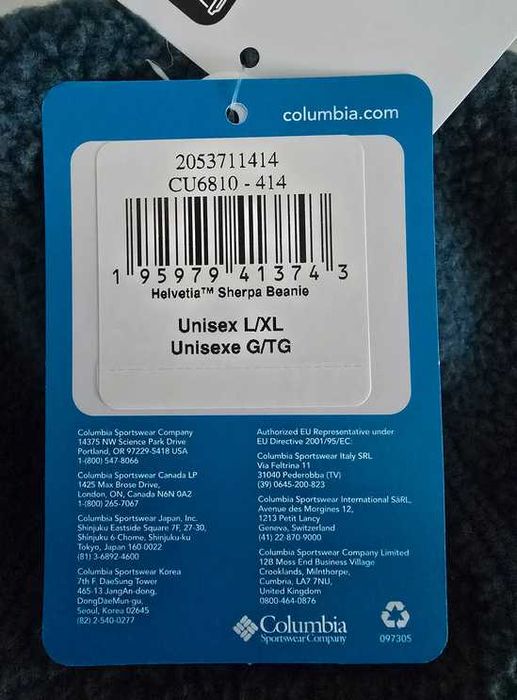 columbia.com
2053711414
CU6810 - 414
1 95979 41374 3
Helvetia™ Sherpa Beanie
Unisex L/XL
Unisexe G/TG
Columbia Sportswear Company
14375 NW Science Park Drive
Portland, OR 97229-5418 USA
1-(800) 547-8066
Columbia Sportswear Canada LP
1425 Max Brose Drive,
London, ON, Canada N6N 0A2
1-(800) 265-7067
Columbia Sportswear Japan, Inc.
Shinjuku Eastside Square 7F, 27-30,
Shinjuku 6-Chome, Shinjuku-ku
Tokyo, Japan 160-0022
(81) 3-6892-4600
Columbia Sportswear Korea
7th F. DaeSung Tower
465-13 JangAn-dong,
DongDaeMun-gu,
Seoul, Korea 02645
(82) 2-540-0277
Authorized EU Representative under
EU Directive 2001/95/EC:
Columbia Sportswear Italy SRL
Via Feltrina 11
31040 Pederobba (TV)
(39) 0645-200-823
Columbia Sportswear International SàRL,
Avenue des Morgines 12,
1213 Petit Lancy
Geneva, Switzerland
(41) 22-870-9000
Columbia Sportswear Company Limited
12B Moss End Business Village
Crooklands, Milnthorpe,
Cumbria, LA7 7NU,
United Kingdom
0800-464-0876
Columbia
Sportswear Company
097305